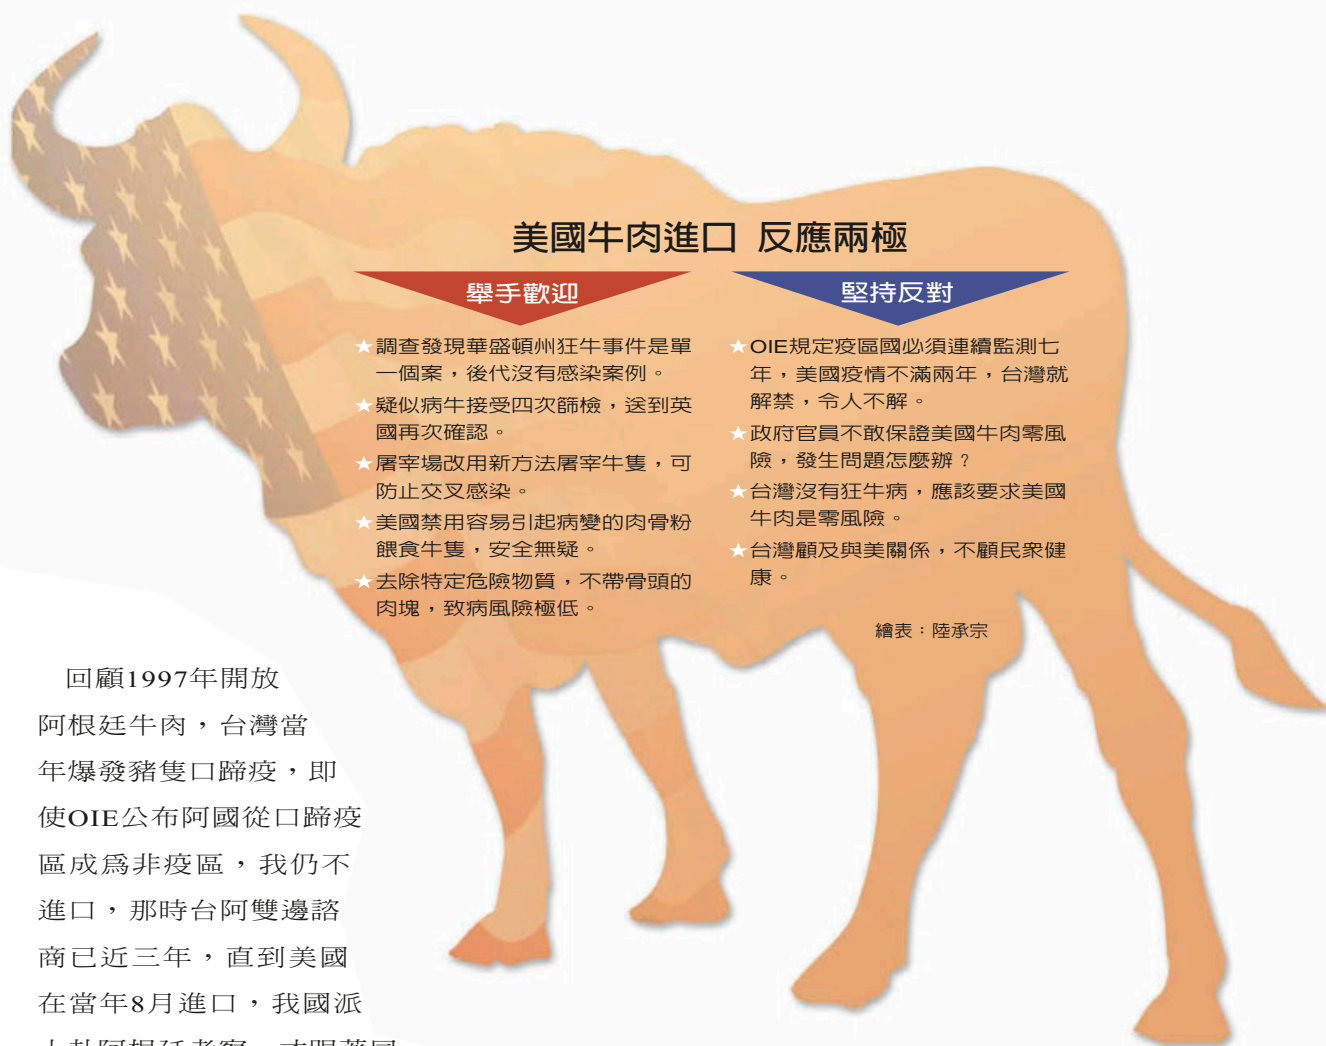 美國牛肉進口 反應兩極
舉手歡迎
★調查發現華盛頓州狂牛事件是單
一個案，後代沒有感染案例。
★疑似病牛接受四次篩檢，送到英
國再次確認。
★屠宰場改用新方法屠宰牛隻，可
防止交叉感染。
★美國禁用容易引起病變的肉骨粉
餵食牛隻，安全無疑。
★去除特定危險物質，不帶骨頭的
肉塊，致病風險極低。
堅持反對
★OIE規定疫區國必須連續監測七
年，美國疫情不滿兩年，台灣就
解禁，令人不解。
★政府官員不敢保證美國牛肉零風
險，發生問題怎麼辦？
★台灣沒有狂牛病，應該要求美國
牛肉是零風險。
★台灣顧及與美關係，不顧民眾健
康。
繪表：陸承宗
回顧1997年開放
阿根廷牛肉，台灣當
年爆發豬隻口蹄疫，即
使OIE公布阿國從口蹄疫
區成爲非疫區，我仍不
進口，那時台阿雙邊諮
商已近三年，直到美國
在當年8月進口，我國派